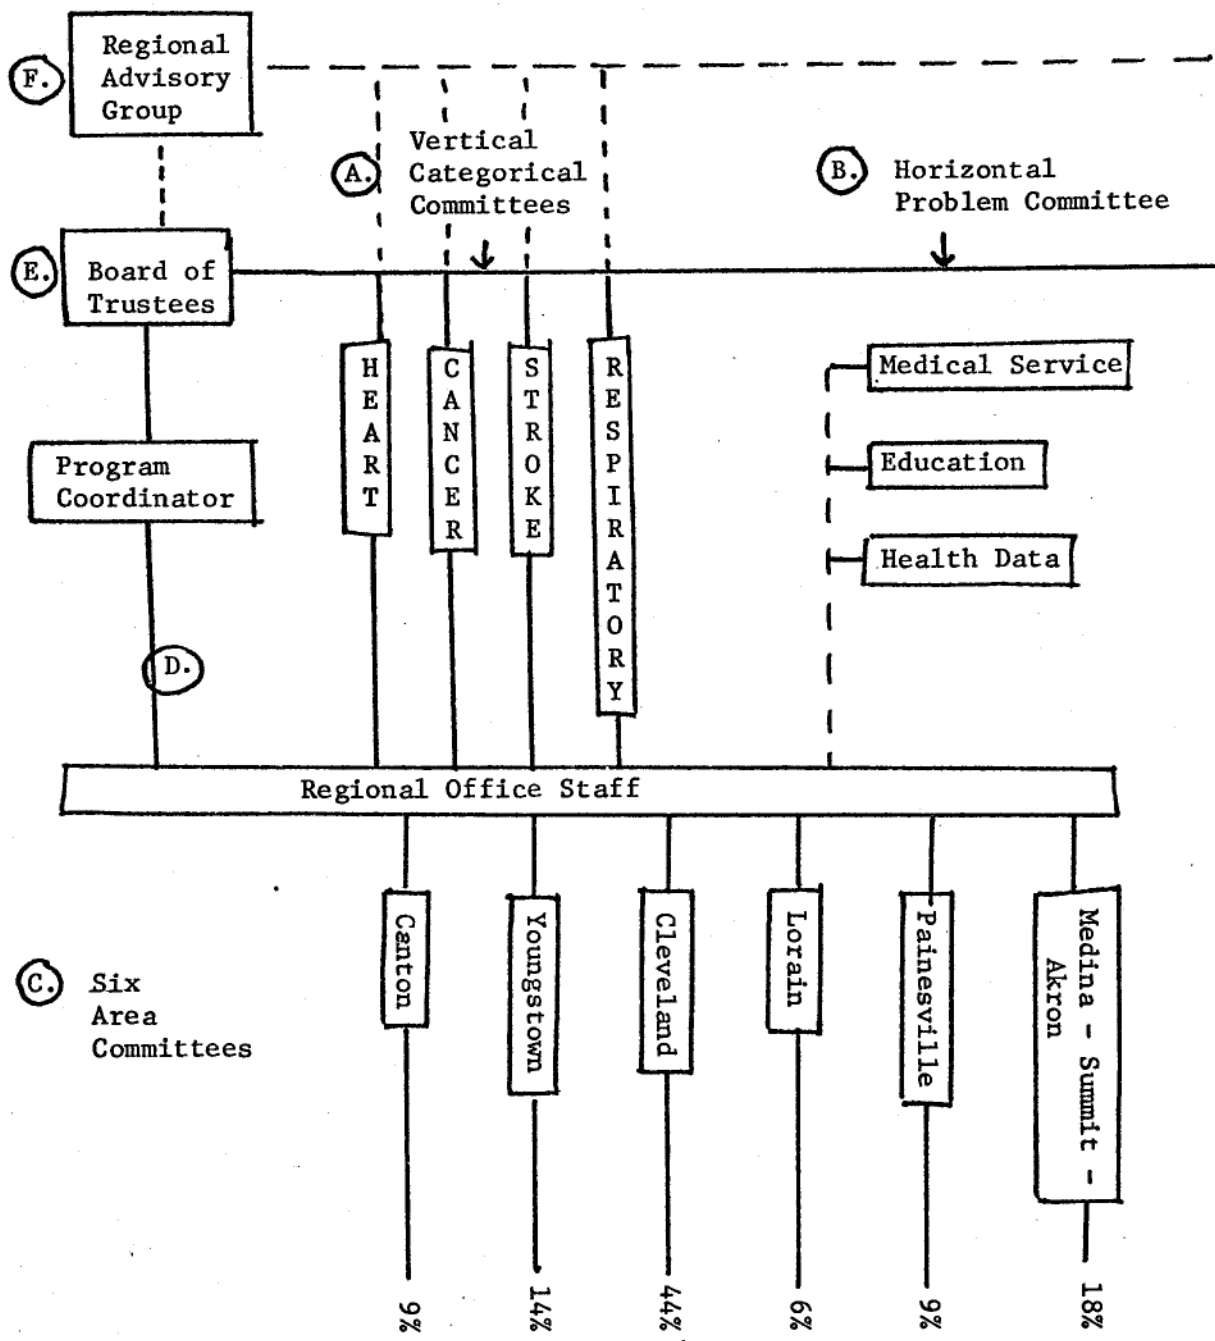 F.
Regional
Advisory
Group
A.
Vertical
Categorical
Committees
B.
Horizontal
Problem Committee
E.
Board of
Trustees
HEART
CANCER
STROKE
RESPIRATORY
Medical Service
Education
Health Data
Program
Coordinator
D.
Regional Office Staff
C.
Six
Area
Committees
Canton
Youngstown
Cleveland
Lorain
Painesville
Medina - Summit -
Akron
9%
14%
44%
6%
9%
18%